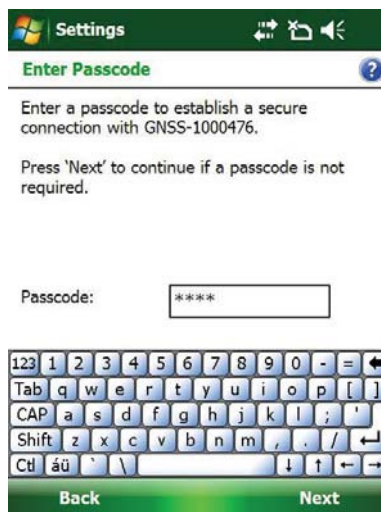 Settings
Enter Passcode
?
Enter a passcode to establish a secure
connection with GNSS-1000476.
Press 'Next' to continue if a passcode is not
required.
Passcode: ****
123 1 2 3 4 5 6 7 8 9 0 - = ←
Tab q w e r t y u i o p [ ]
CAP a s d f g h j k l ; '
Shift z x c v b n m , . / ↵
Ctl áü ` \ ↓ ↑ ← →
Back Next